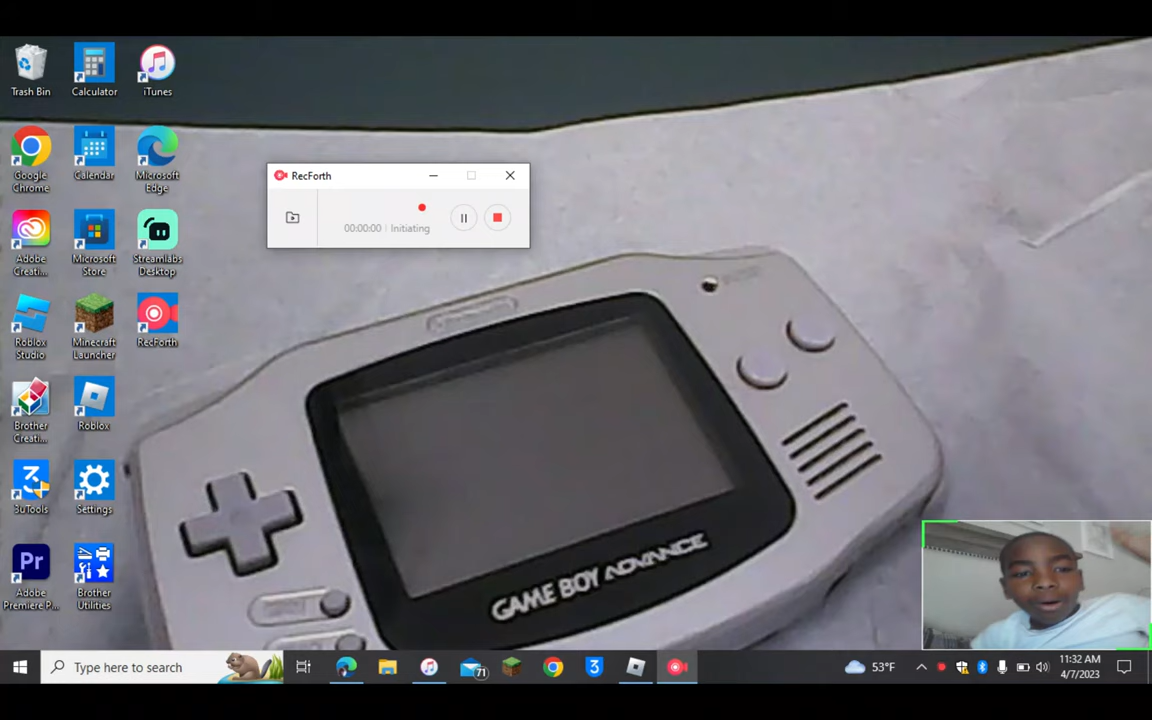 Trash Bin
Calculator
iTunes
Google
Chrome
Calendar
Microsoft
Edge
Adobe
Creati...
Microsoft
Store
Streamlabs
Desktop
Roblox
Studio
Minecraft
Launcher
RecForth
Brother
Creati...
Roblox
3uTools
Settings
Pr
Adobe
Premiere P...
Brother
Utilities
RecForth
00:00:00 | Initiating
GAME BOY ADVANCE
Type here to search
71
3
53°F
11:32 AM
4/7/2023